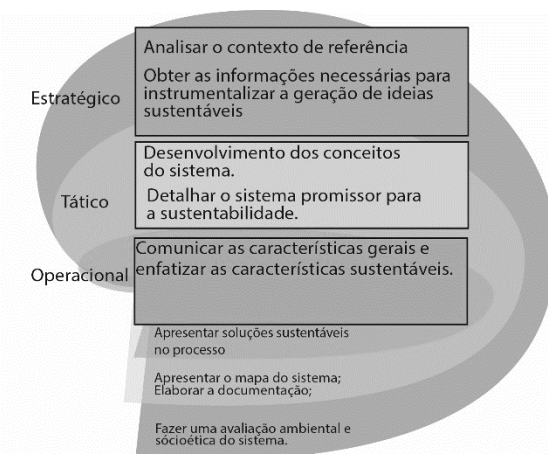 Analisar o contexto de referência
Obter as informações necessárias para
instrumentalizar a geração de ideias
sustentáveis
Estratégico
Desenvolvimento dos conceitos
do sistema.
Detalhar o sistema promissor para
a sustentabilidade.
Tático
Comunicar as características gerais e
enfatizar as características sustentáveis.
Operacional
Apresentar soluções sustentáveis
no processo
Apresentar o mapa do sistema;
Elaborar a documentação;
Fazer uma avaliação ambiental e
sócioética do sistema.